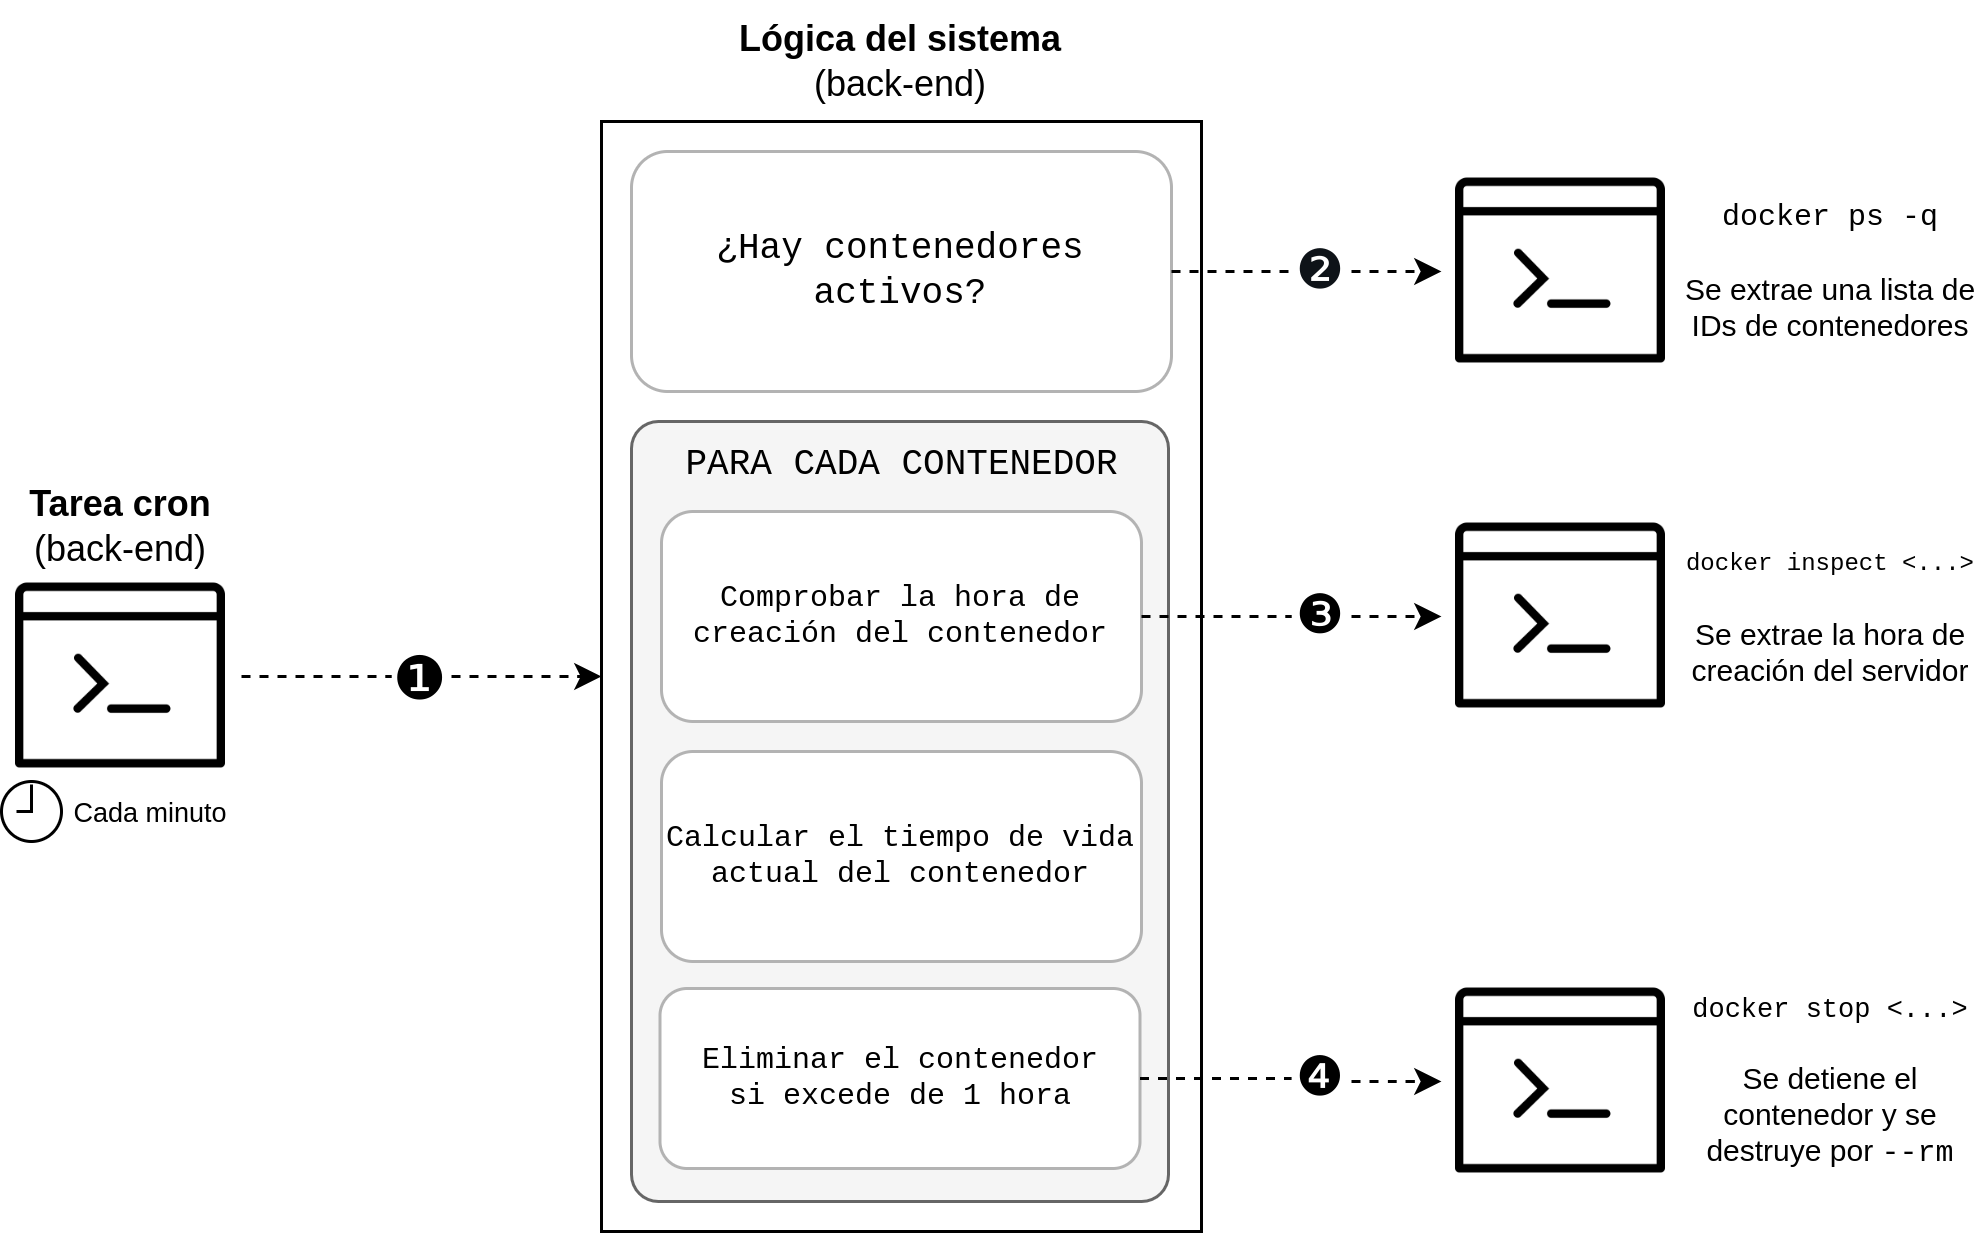 Lógica del sistema
(back-end)
¿Hay contenedores
activos?
❷
docker ps -q
Se extrae una lista de
IDs de contenedores
PARA CADA CONTENEDOR
Tarea cron
(back-end)
Cada minuto
❶
Comprobar la hora de
creación del contenedor
❸
docker inspect <...>
Se extrae la hora de
creación del servidor
Calcular el tiempo de vida
actual del contenedor
Eliminar el contenedor
si excede de 1 hora
❹
docker stop <...>
Se detiene el
contenedor y se
destruye por --rm